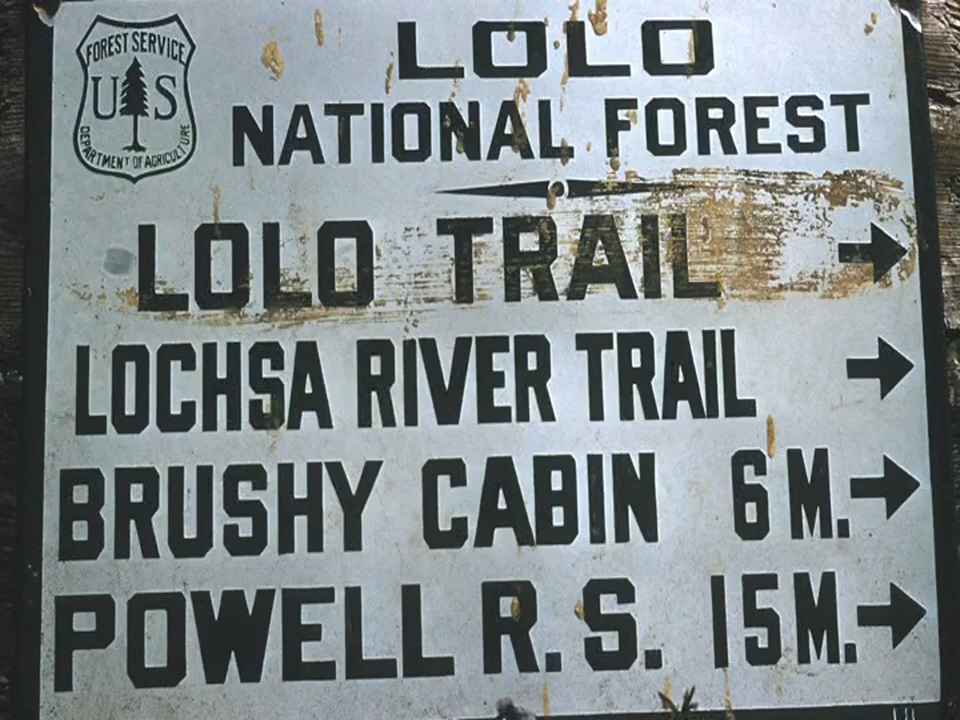 FOREST SERVICE
U S
DEPARTMENT OF AGRICULTURE
LOLO
NATIONAL FOREST
LOLO TRAIL
LOCHSA RIVER TRAIL
BRUSHY CABIN 6 M.
POWELL R.S. 15 M.